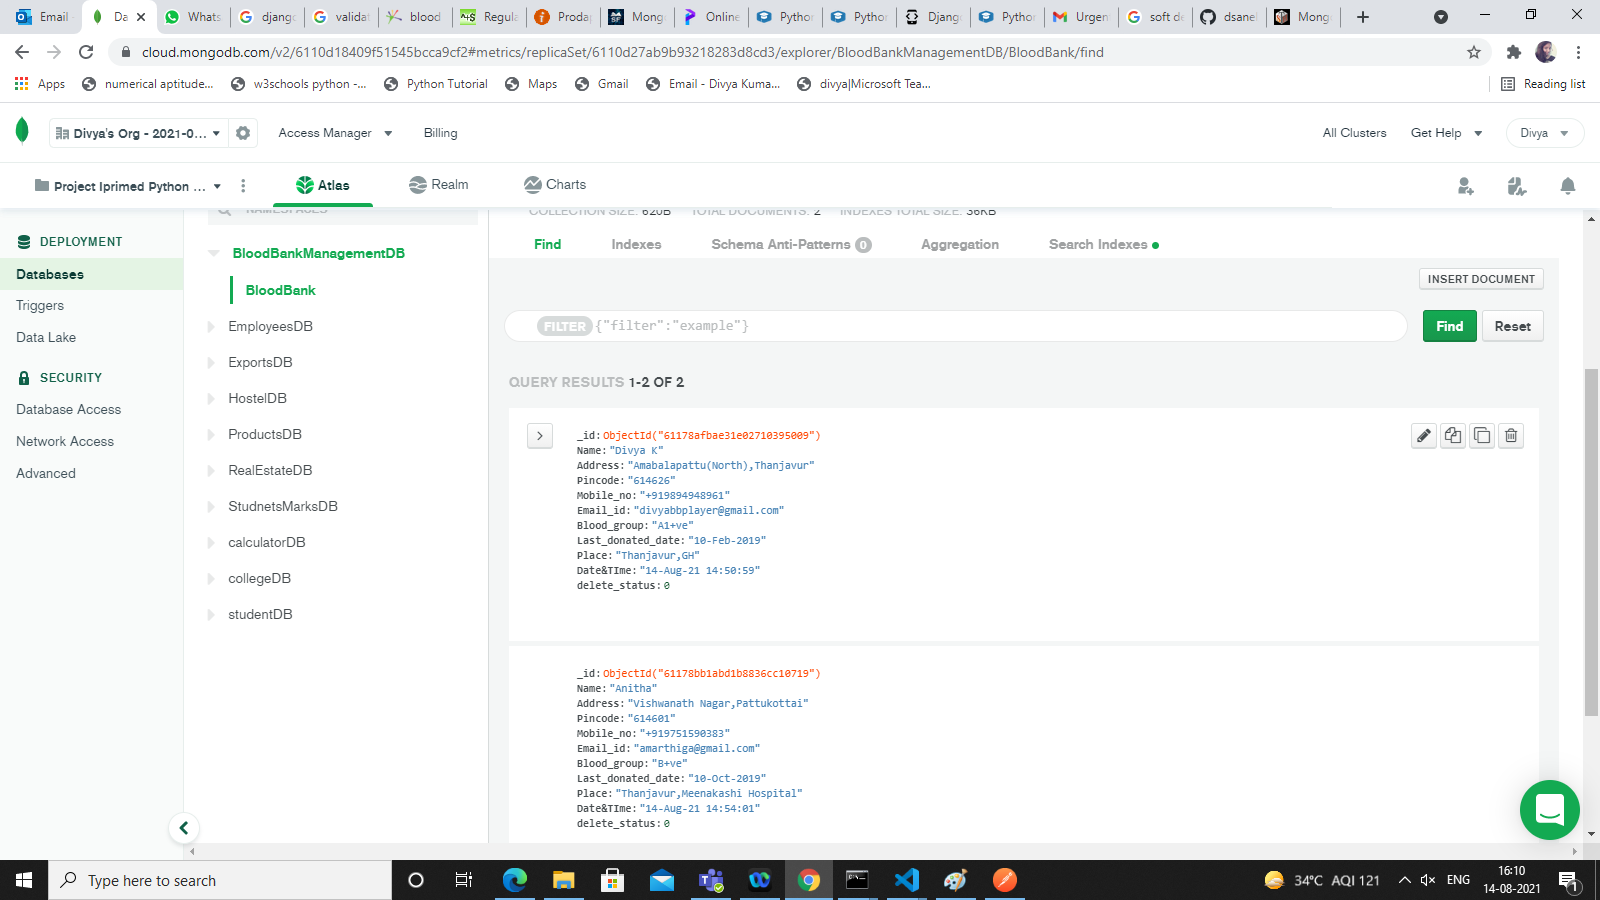 Email
Da
Whats
djang
valida
blood
Regula
Proda
Mong
Online
Python
Python
Djang
Python
Urgen
soft de
dsane
Mong
cloud.mongodb.com/v2/6110d18409f51545bcca9cf2#metrics/replicaSet/6110d27ab9b93218283d8cd3/explorer/BloodBankManagementDB/BloodBank/find
Apps
numerical aptitude...
w3schools python -...
Python Tutorial
Maps
Gmail
Email - Divya Kuma...
divya|Microsoft Tea...
Reading list
Divya's Org - 2021-0...
Access Manager
Billing
All Clusters
Get Help
Divya
Project Iprimed Python ...
Atlas
Realm
Charts
DEPLOYMENT
Databases
Triggers
Data Lake
SECURITY
Database Access
Network Access
Advanced
NAMESPACES
BloodBankManagementDB
BloodBank
EmployeesDB
ExportsDB
HostelDB
ProductsDB
RealEstateDB
StudnetsMarksDB
calculatorDB
collegeDB
studentDB
COLLECTION SIZE: 620B TOTAL DOCUMENTS: 2 INDEXES TOTAL SIZE: 36KB
Find
Indexes
Schema Anti-Patterns 0
Aggregation
Search Indexes
INSERT DOCUMENT
FILTER {"filter":"example"}
Find
Reset
QUERY RESULTS 1-2 OF 2
_id: ObjectId("61178afbae31e02710395009")
Name: "Divya K"
Address: "Amabalapattu(North),Thanjavur"
Pincode: "614626"
Mobile_no: "+919894948961"
Email_id: "divyabbplayer@gmail.com"
Blood_group: "A1+ve"
Last_donated_date: "10-Feb-2019"
Place: "Thanjavur,GH"
Date&TIme: "14-Aug-21 14:50:59"
delete_status: 0
_id: ObjectId("61178bb1abd1b8836cc10719")
Name: "Anitha"
Address: "Vishwanath Nagar,Pattukottai"
Pincode: "614601"
Mobile_no: "+919751590383"
Email_id: "amarthiga@gmail.com"
Blood_group: "B+ve"
Last_donated_date: "10-Oct-2019"
Place: "Thanjavur,Meenakashi Hospital"
Date&TIme: "14-Aug-21 14:54:01"
delete_status: 0
Type here to search
34°C AQI 121
ENG
16:10
14-08-2021
1